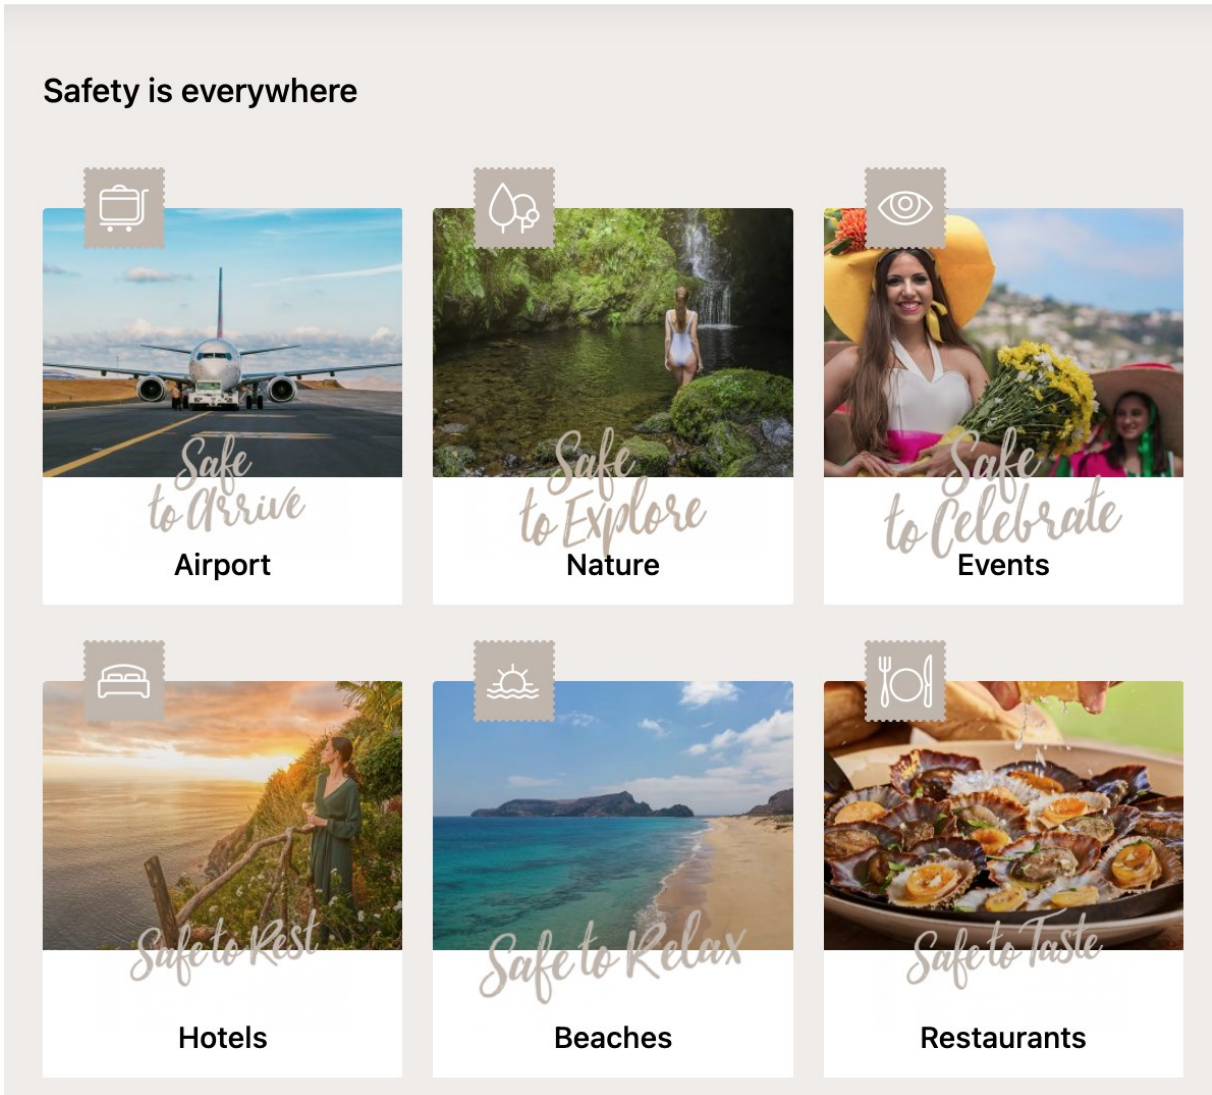 Safety is everywhere
Safe
to Arrive
Airport
Safe
to Explore
Nature
Safe
to Celebrate
Events
Safe to Rest
Hotels
Safe to Relax
Beaches
Safe to Taste
Restaurants